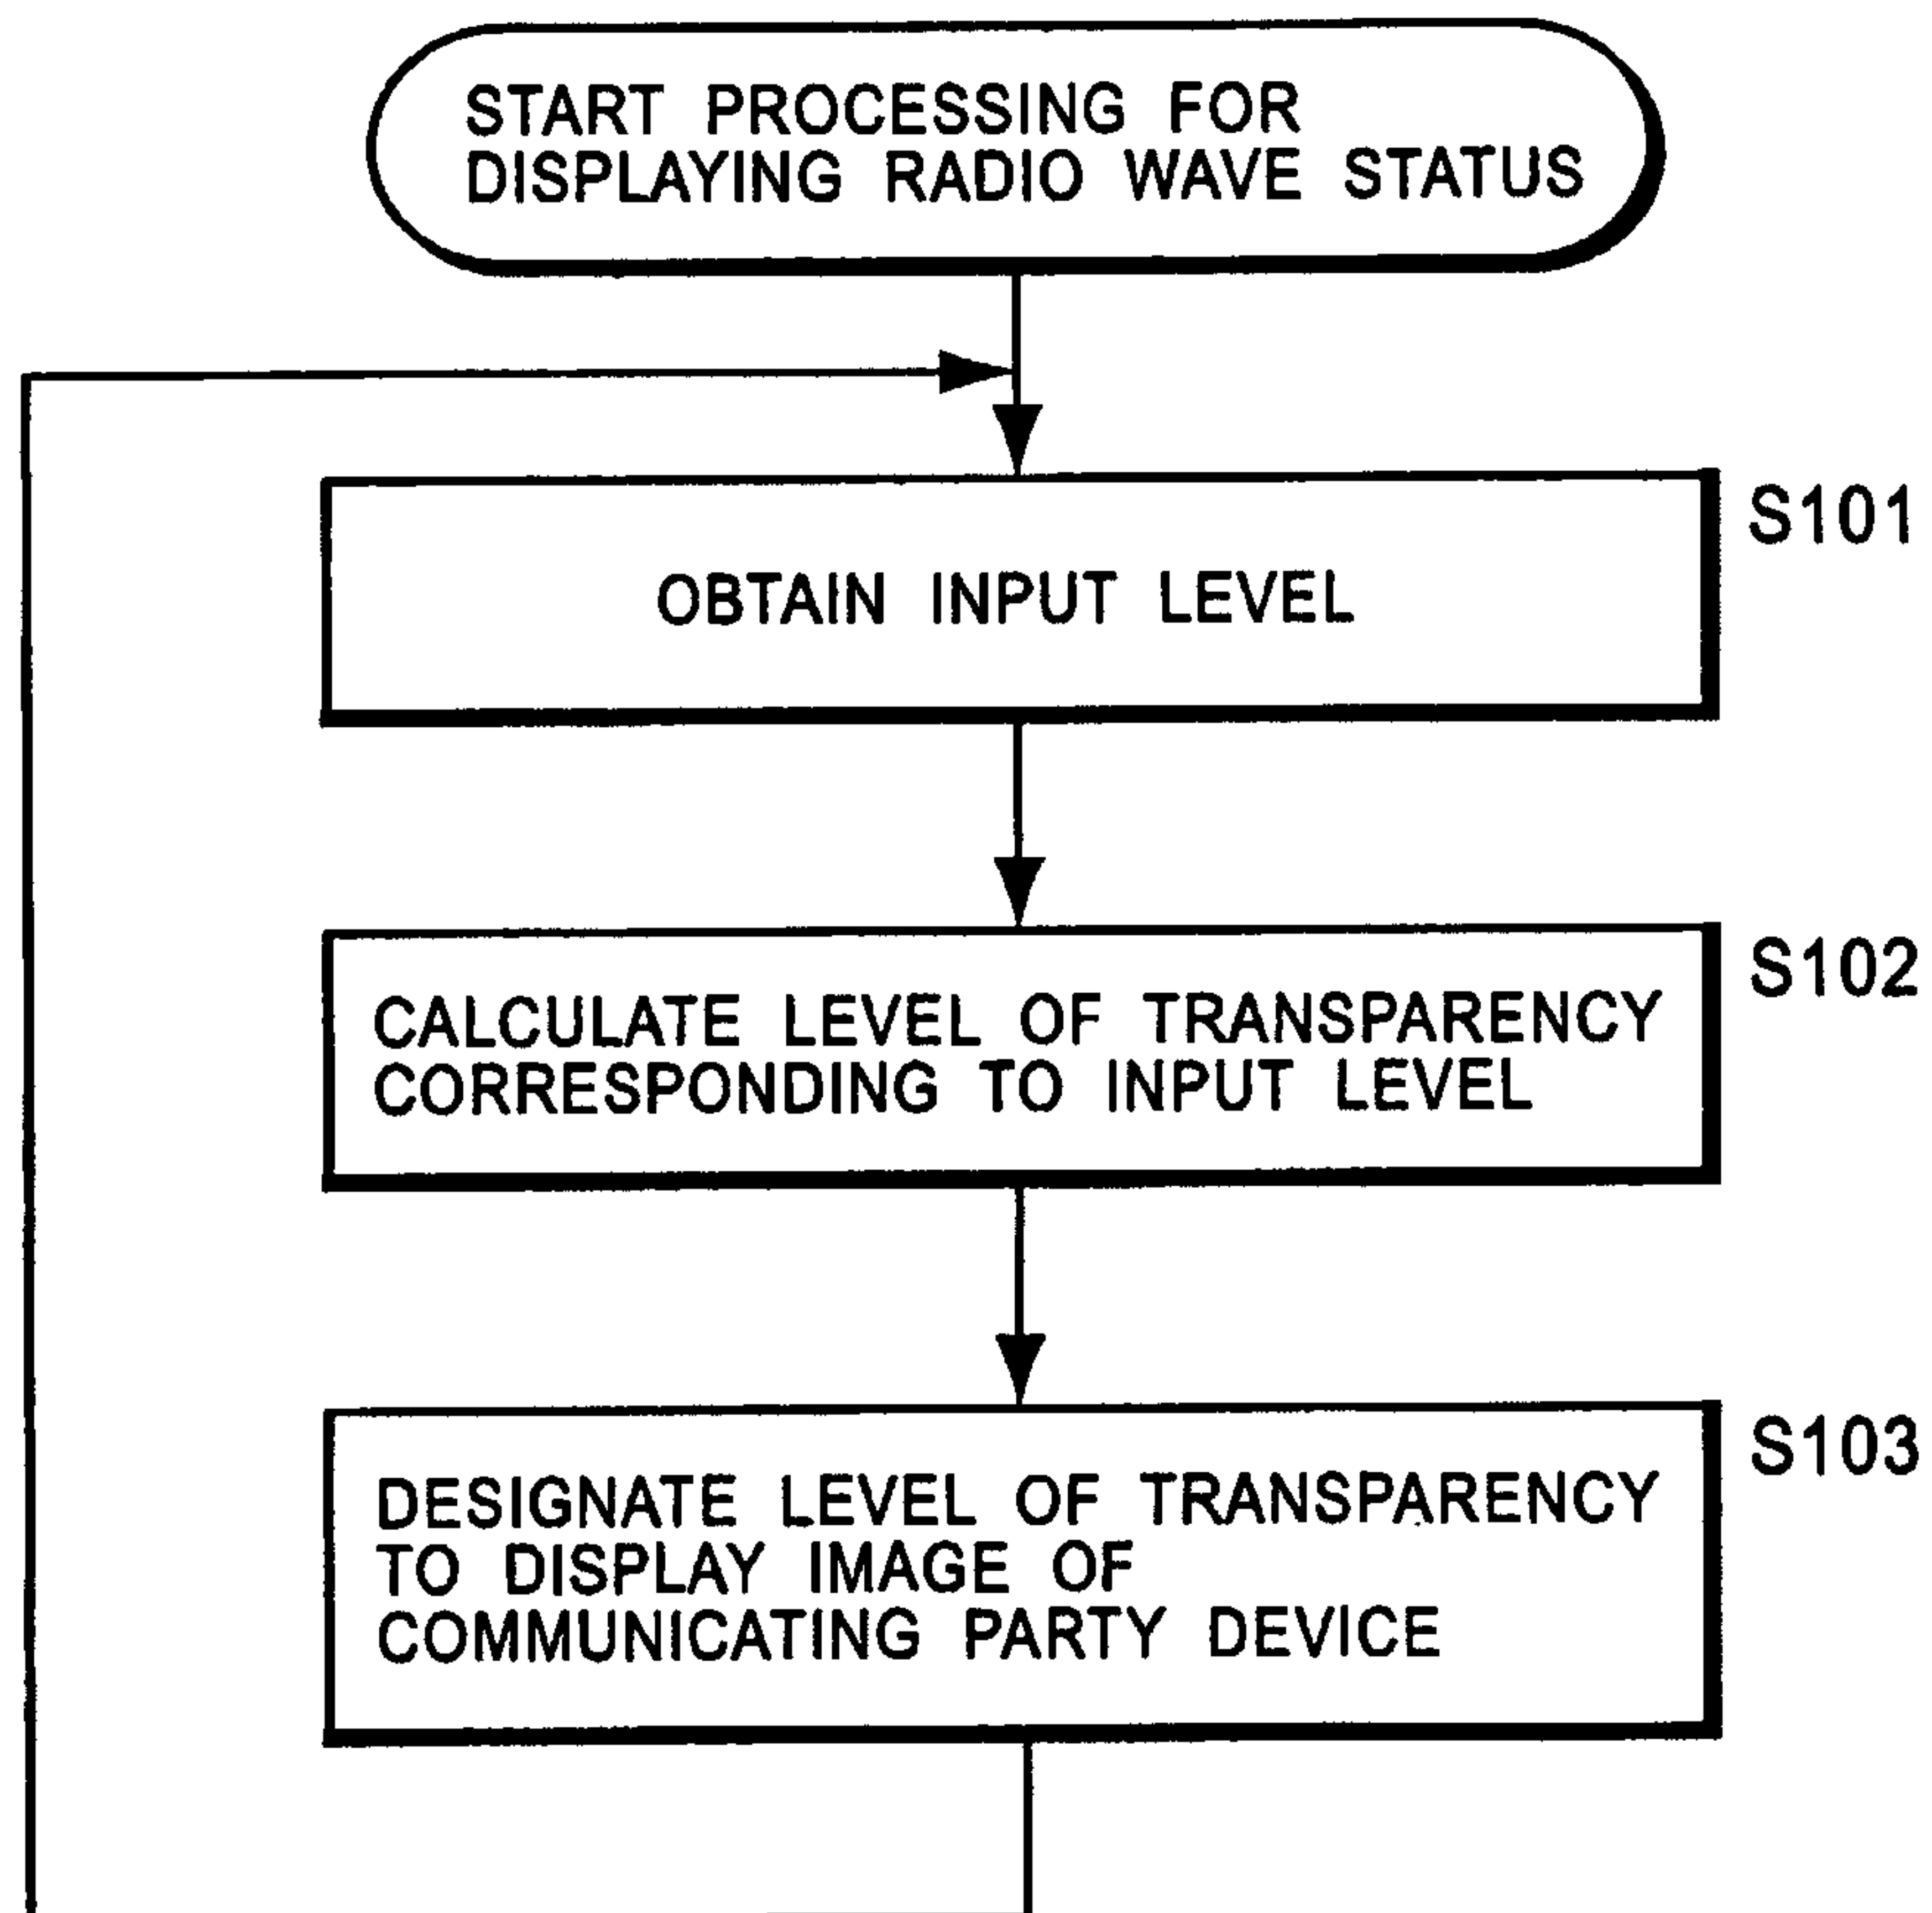 START PROCESSING FOR
DISPLAYING RADIO WAVE STATUS
S101
OBTAIN INPUT LEVEL
S102
CALCULATE LEVEL OF TRANSPARENCY
CORRESPONDING TO INPUT LEVEL
S103
DESIGNATE LEVEL OF TRANSPARENCY
TO DISPLAY IMAGE OF
COMMUNICATING PARTY DEVICE